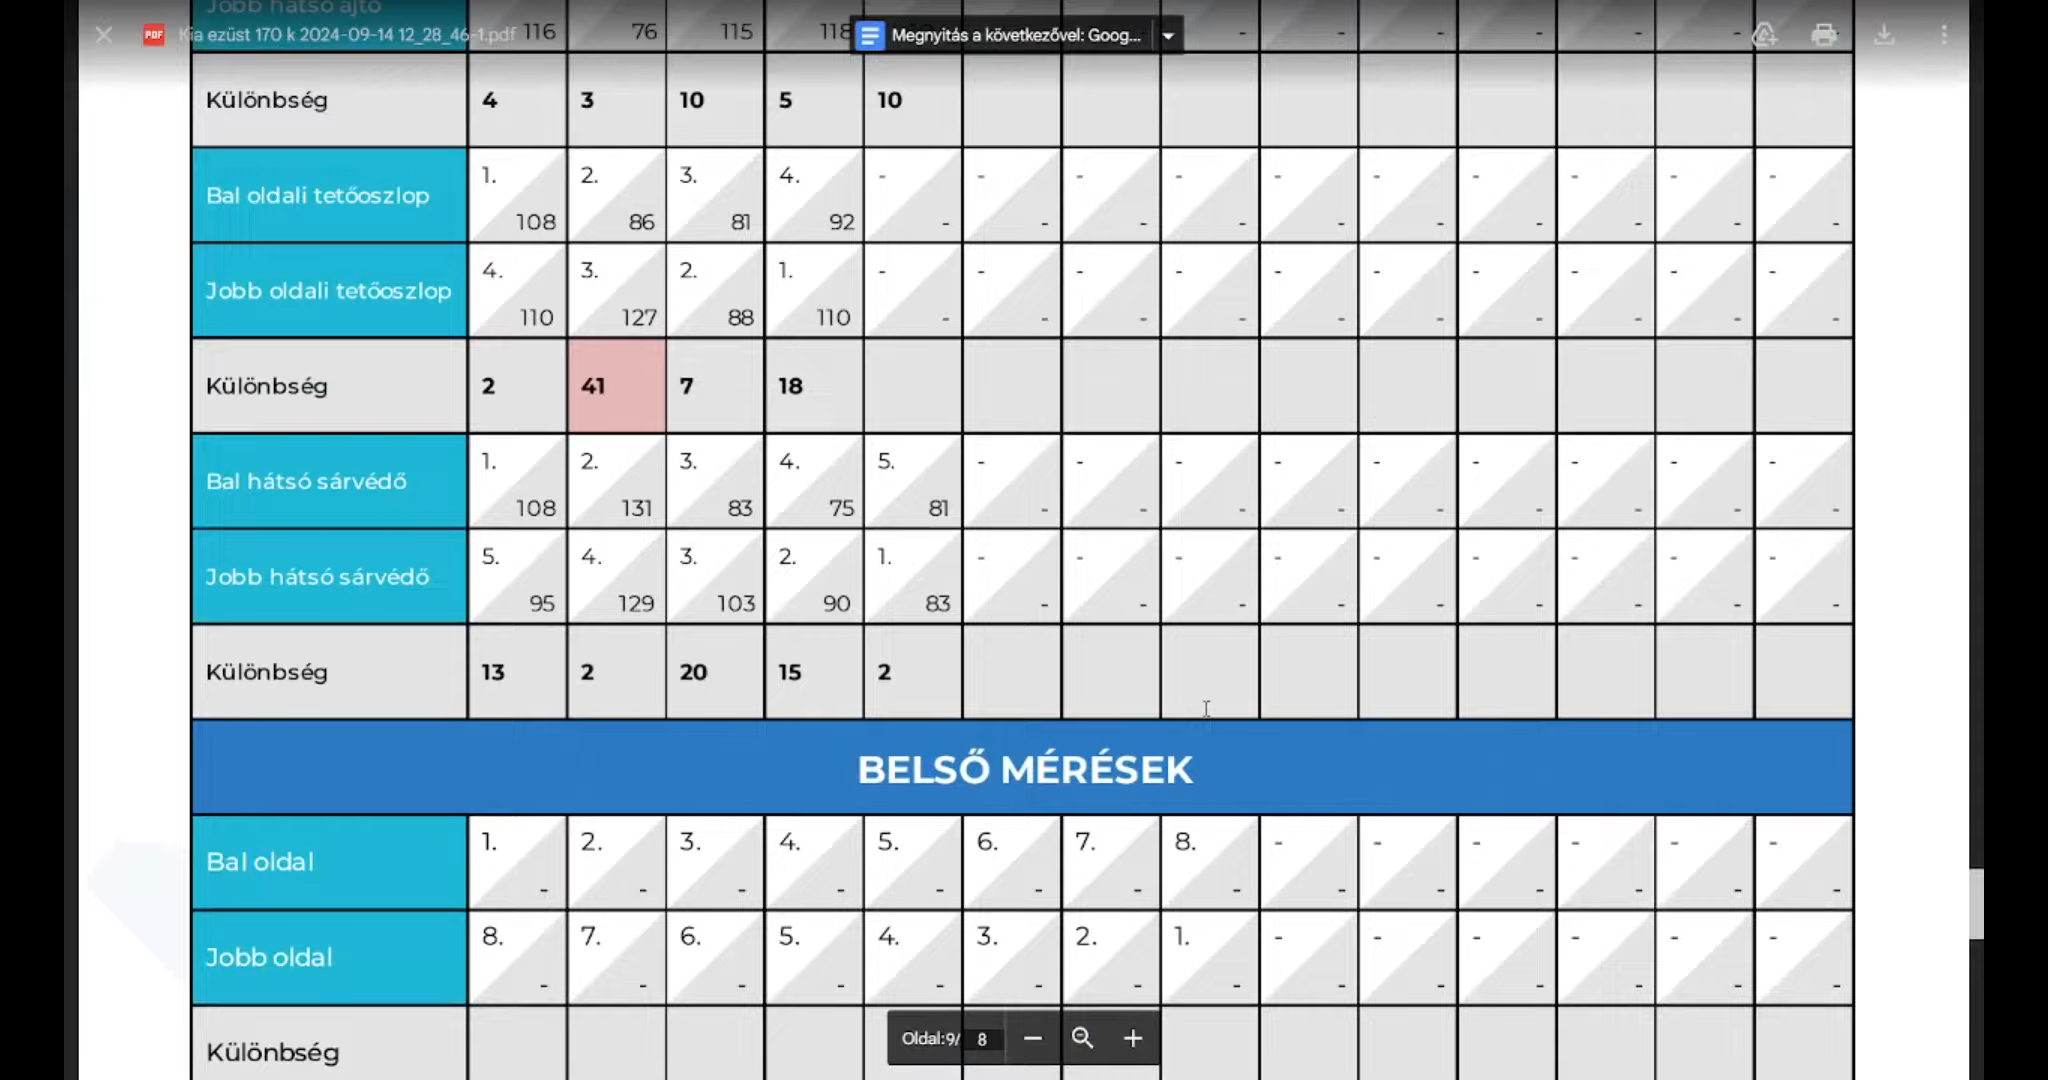 Jobb hátsó ajtó
Kia ezüst 170 k 2024-09-14 12_28_46-1.pdf 116 76 115 118 Megnyitás a következővel: Goog... - - - - - -
Különbség 4 3 10 5 10
1. 2. 3. 4. - - - - - - - - - -
Bal oldali tetőoszlop
108 86 81 92 - - - - - - - - - -
4. 3. 2. 1. - - - - - - - - - -
Jobb oldali tetőoszlop
110 127 88 110 - - - - - - - - - -
Különbség 2 41 7 18
1. 2. 3. 4. 5. - - - - - - - - -
Bal hátsó sárvédő
108 131 83 75 81 - - - - - - - - -
5. 4. 3. 2. 1. - - - - - - - - -
Jobb hátsó sárvédő
95 129 103 90 83 - - - - - - - - -
Különbség 13 2 20 15 2
BELSŐ MÉRÉSEK
1. 2. 3. 4. 5. 6. 7. 8. - - - - - -
Bal oldal
- - - - - - - - - - - - - -
8. 7. 6. 5. 4. 3. 2. 1. - - - - - -
Jobb oldal
- - - - - - - - - - - - - -
Oldal:9/ 8
Különbség